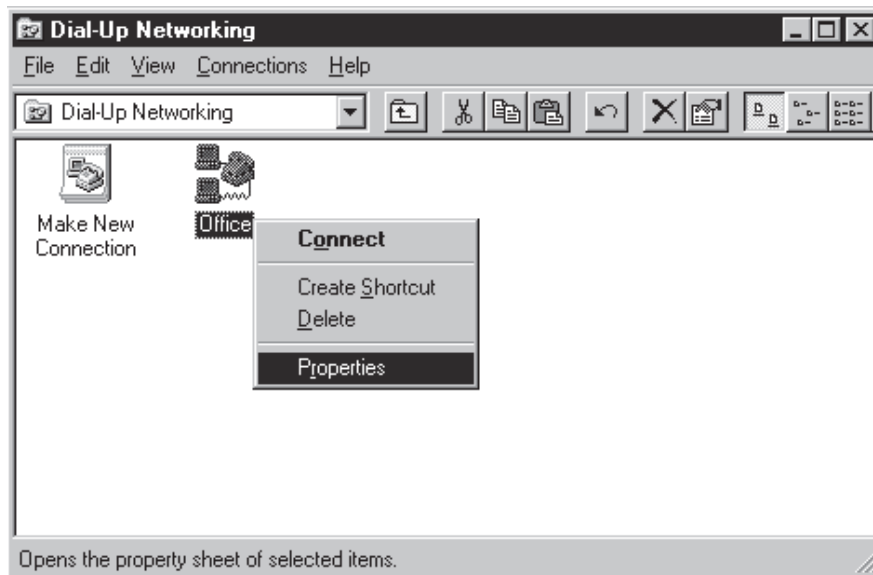 Dial-Up Networking
File Edit View Connections Help
Dial-Up Networking
Make New
Connection
Office
Connect
Create Shortcut
Delete
Properties
Opens the property sheet of selected items.